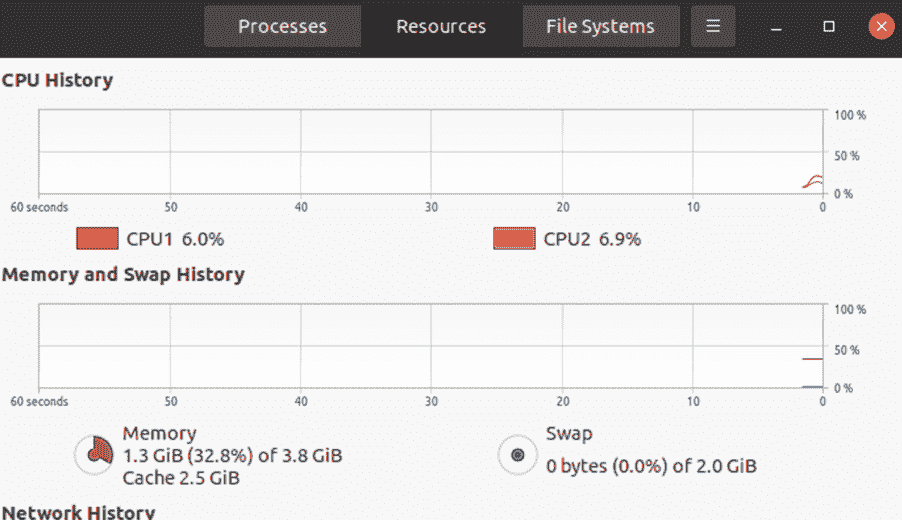 Processes Resources File Systems
CPU History
100 %
50 %
0 %
60 seconds 50 40 30 20 10 0
CPU1 6.0% CPU2 6.9%
Memory and Swap History
100 %
50 %
0 %
60 seconds 50 40 30 20 10 0
Memory Swap
1.3 GiB (32.8%) of 3.8 GiB 0 bytes (0.0%) of 2.0 GiB
Cache 2.5 GiB
Network History